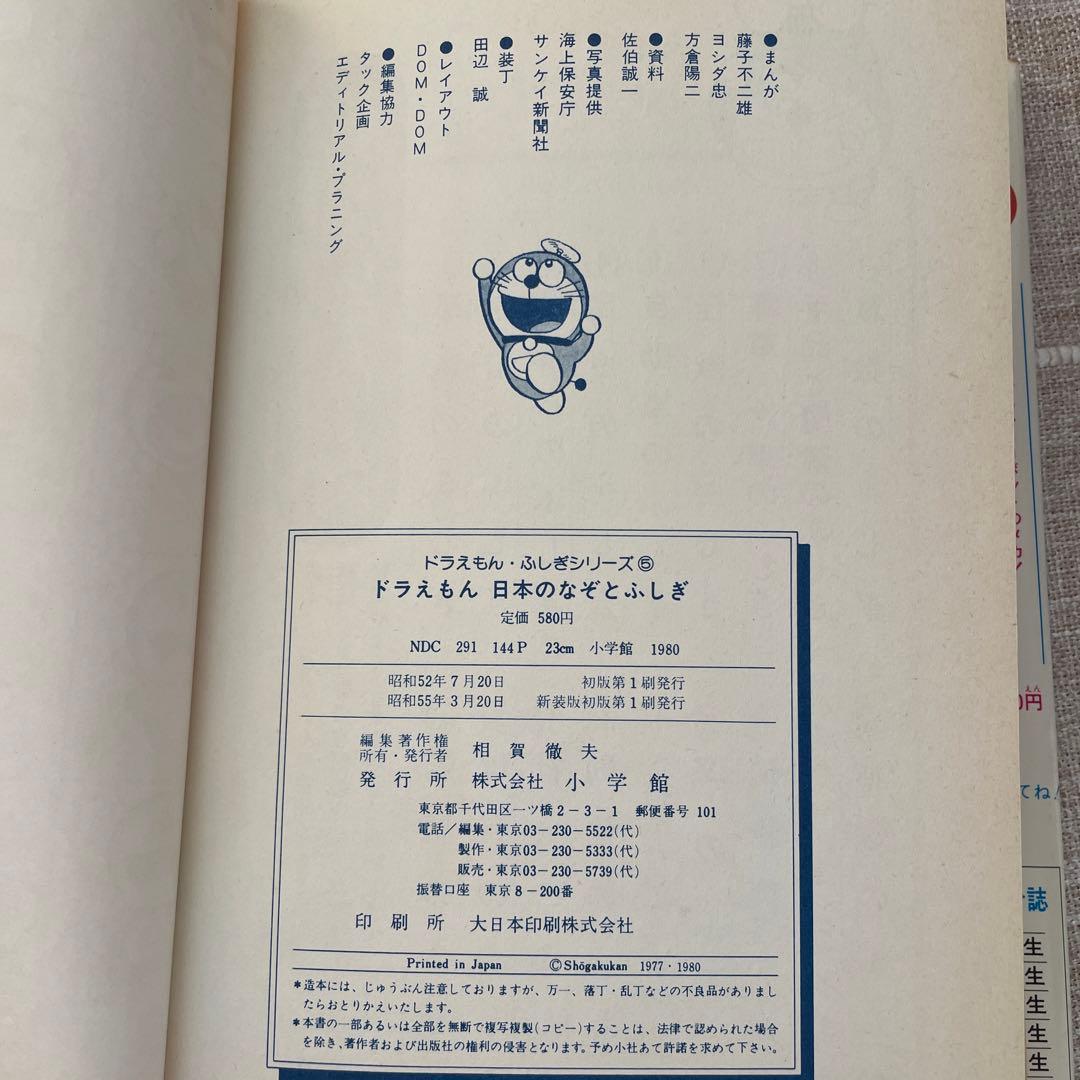 ●まんが
藤子不二雄
ヨシダ忠
方倉陽二
●資料
佐伯誠一
●写真提供
海上保安庁
サンケイ新聞社
●装丁
田辺 誠
●レイアウト
DOM・DOM
●編集協力
タック企画
エディトリアル・プラニング
ドラえもん・ふしぎシリーズ⑤
ドラえもん 日本のなぞとふしぎ
定価 580円
NDC 291 144P 23cm 小学館 1980
昭和52年7月20日 初版第1刷発行
昭和55年3月20日 新装版初版第1刷発行
編集著作権
所有・発行者 相賀徹夫
発行所 株式会社 小学館
東京都千代田区一ツ橋2-3-1 郵便番号 101
電話/編集・東京03-230-5522(代)
製作・東京03-230-5333(代)
販売・東京03-230-5739(代)
振替口座 東京8-200番
印刷所 大日本印刷株式会社
Printed in Japan ©Shōgakukan 1977・1980
*造本には、じゅうぶん注意しておりますが、万一、落丁・乱丁などの不良品がありまし
たらおとりかえいたします。
*本書の一部あるいは全部を無断で複写複製(コピー)することは、法律で認められた場合
を除き、著作者および出版社の権利の侵害となります。予め小社あて許諾を求めて下さい。
円
えん
てね!
誌
生
生
生
生
生